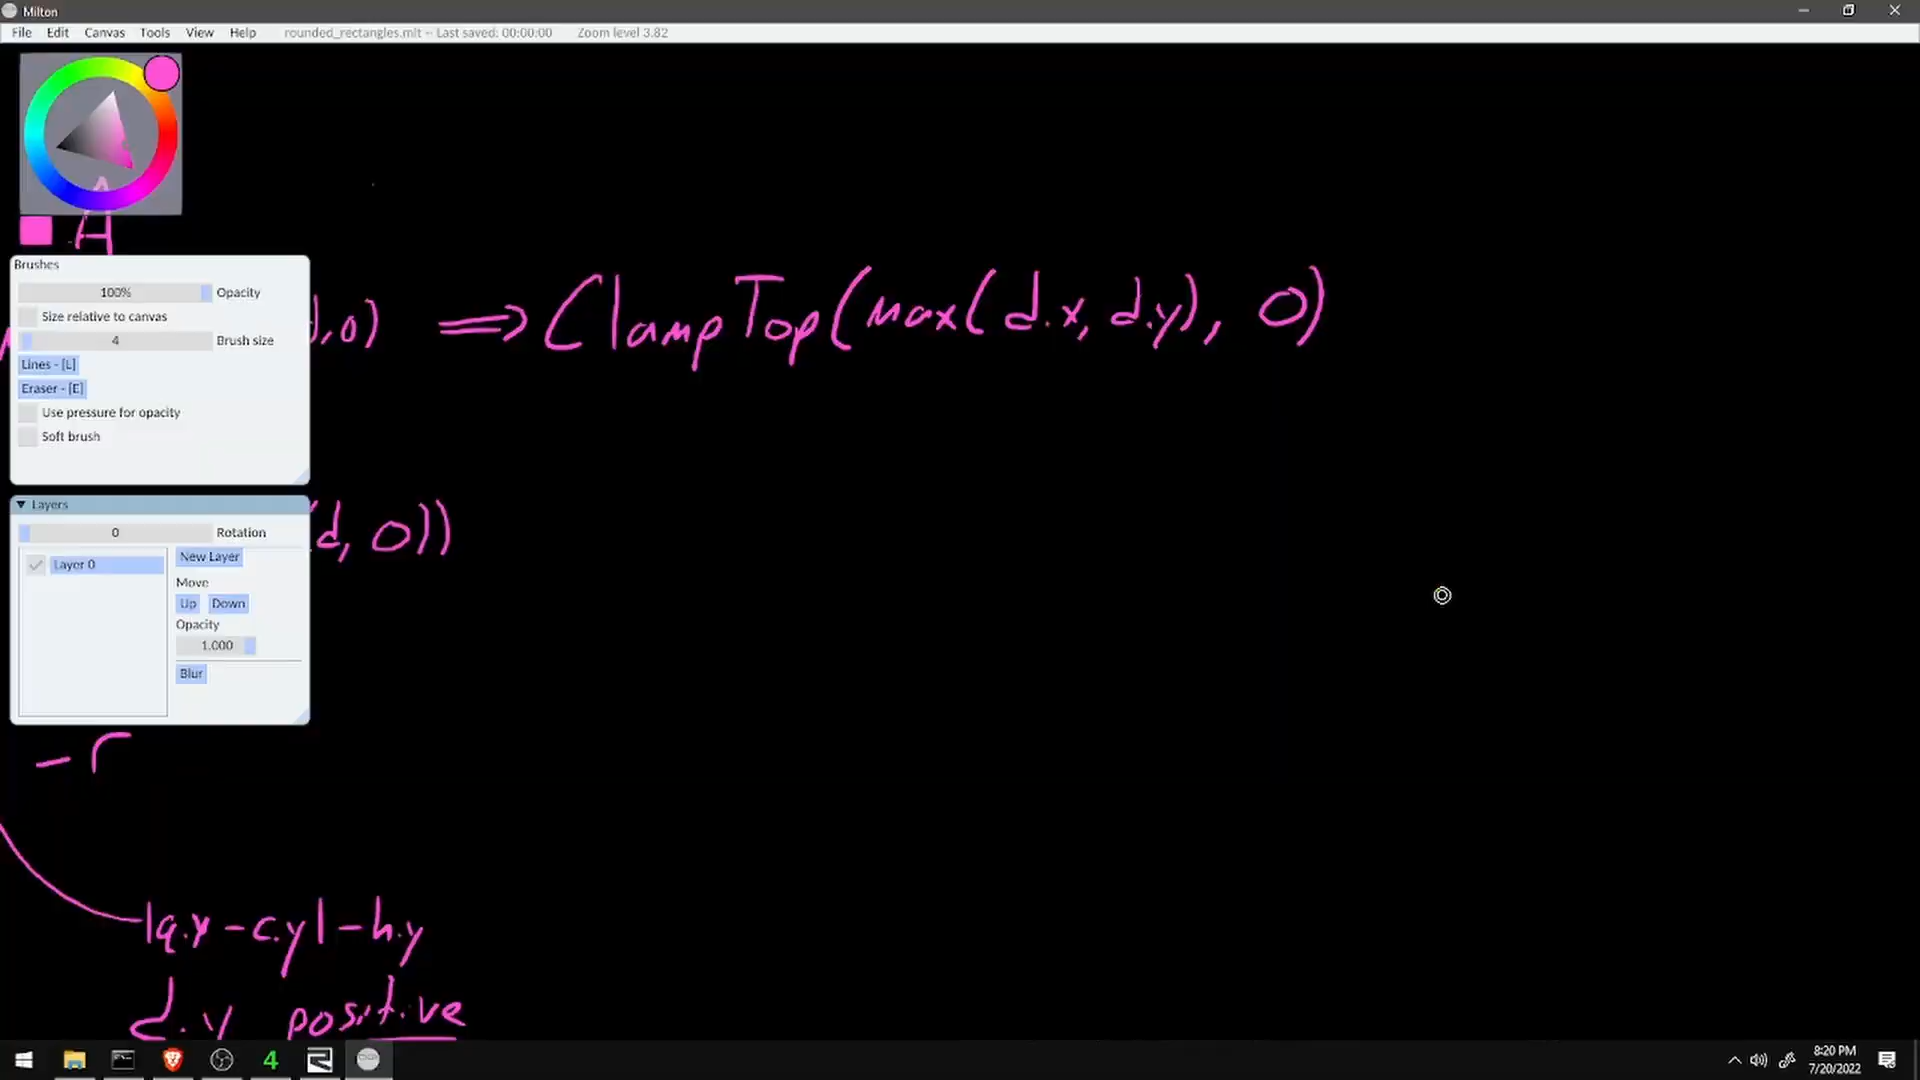 Milton
File Edit Canvas Tools View Help rounded_rectangles.mlt -- Last saved: 00:00:00 Zoom level 3.82
A
Brushes
100% Opacity
Size relative to canvas
4 Brush size
Lines - [L]
Eraser - [E]
Use pressure for opacity
Soft brush
),0) => ClampTop(max(d.x, d.y), 0)
Layers
0 Rotation
Layer 0
New Layer
Move
Up Down
Opacity
1.000
Blur
(d, 0))
- r
|q.y - c.y| - h.y
d.y positive
4
8:20 PM
7/20/2022